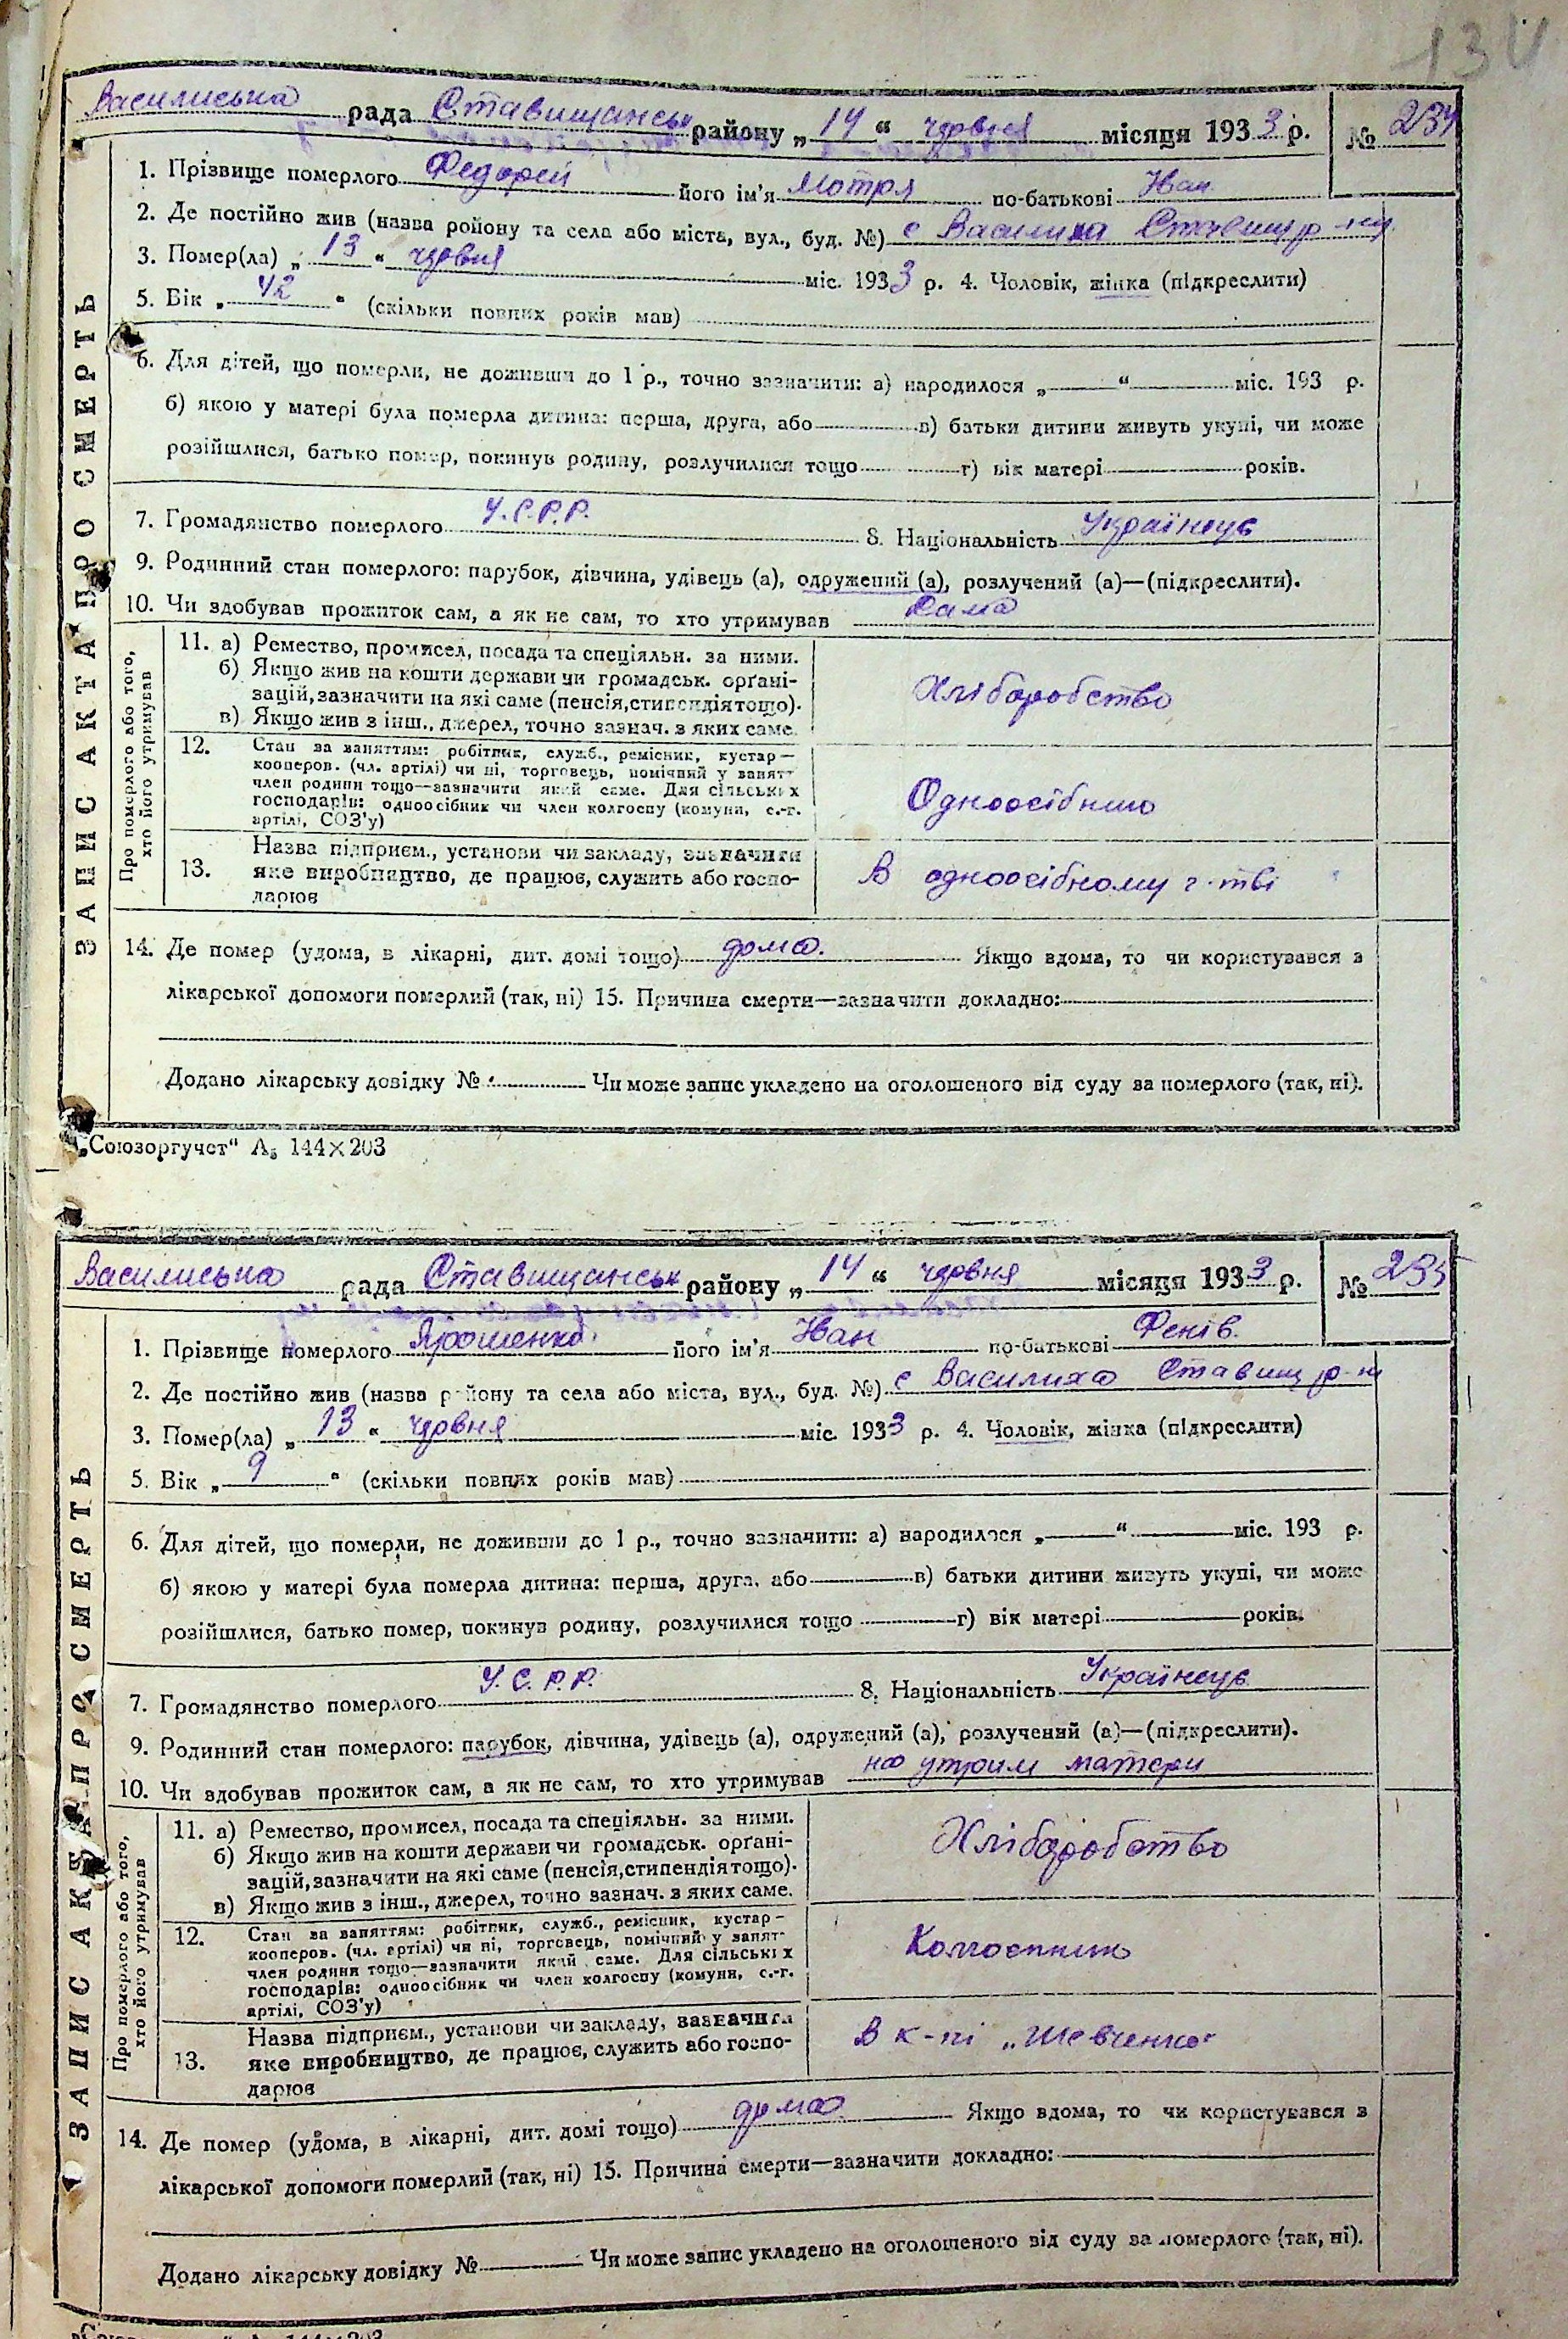 Василиська рада Ставищанськ району „14“ червня місяця 1933 р. № 234
ЗАПИС АКТА ПРО СМЕРТЬ
1. Прізвище померлого Федорей його ім'я Мотря по-батькові Іван
2. Де постійно жив (назва ройону та села або міста, вул., буд. №) с Василиха Ставищ р-ну
3. Помер(ла) „13“ червня міс. 1933 р. 4. Чоловік, жінка (підкреслити)
5. Вік „42“ (скільки повних років мав)
6. Для дітей, що померли, не доживши до 1 р., точно зазначити: а) народилося „ “ міс. 193 р.
б) якою у матері була померла дитина: перша, друга, або в) батьки дитини живуть укупі, чи може
розійшлися, батько помер, покинув родину, розлучилися тощо г) вік матері років.
7. Громадянство померлого У.С.Р.Р. 8. Національність Українець
9. Родинний стан померлого: парубок, дівчина, удівець (а), одружений (а), розлучений (а)—(підкреслити).
10. Чи здобував прожиток сам, а як не сам, то хто утримував Сама
Про померлого або того,
хто його утримував
11. а) Ремество, промисел, посада та спеціяльн. за ними.
б) Якщо жив на кошти держави чи громадськ. орґані-
зацій, зазначити на які саме (пенсія, стипендія тощо).
в) Якщо жив з інш., джерел, точно зазнач. з яких саме.
Хліборобство
12. Стан за заняттям: робітник, служб., ремісник, кустар—
кооперов. (чл. артілі) чи ні, торговець, помічний у занят-
член родини тощо—зазначити який саме. Для сільських
господарів: одноосібник чи член колгоспу (комуни, с.-г.
артілі, СОЗ'у)
Одноосібник
13. Назва підприєм., установи чи закладу, зазначити
яке виробництво, де працює, служить або госпо-
дарює
В одноосібному г-тві
14. Де помер (удома, в лікарні, дит. домі тощо) дома. Якщо вдома, то чи користувався з
лікарської допомоги померлий (так, ні) 15. Причина смерти—зазначити докладно:
Додано лікарську довідку № Чи може запис укладено на оголошеного від суду за померлого (так, ні).
„Союзоргучет“ А5 144×203
Василиська рада Ставищанськ району „14“ червня місяця 1933 р. № 235
ЗАПИС АКТА ПРО СМЕРТЬ
1. Прізвище померлого Ярошенко його ім'я Іван по-батькові
2. Де постійно жив (назва району та села або міста, вул., буд. №) с Василиха Ставищ р-н
3. Помер(ла) „13“ червня міс. 1933 р. 4. Чоловік, жінка (підкреслити)
5. Вік „9“ (скільки повних років мав)
6. Для дітей, що померли, не доживши до 1 р., точно зазначити: а) народилося „ “ міс. 193 р.
б) якою у матері була померла дитина: перша, друга, або в) батьки дитини живуть укупі, чи може
розійшлися, батько помер, покинув родину, розлучилися тощо г) вік матері років.
7. Громадянство померлого У.С.Р.Р. 8. Національність Українець
9. Родинний стан померлого: парубок, дівчина, удівець (а), одружений (а), розлучений (а)—(підкреслити).
10. Чи здобував прожиток сам, а як не сам, то хто утримував на утрим матери
Про померлого або того,
хто його утримував
11. а) Ремество, промисел, посада та спеціяльн. за ними.
б) Якщо жив на кошти держави чи громадськ. орґані-
зацій, зазначити на які саме (пенсія, стипендія тощо).
в) Якщо жив з інш., джерел, точно зазнач. з яких саме.
Хліборобство
12. Стан за заняттям: робітник, служб., ремісник, кустар—
кооперов. (чл. артілі) чи ні, торговець, помічний у занят-
член родини тощо—зазначити який саме. Для сільських
господарів: одноосібник чи член колгоспу (комуни, с.-г.
артілі, СОЗ'у)
Колгоспник
13. Назва підприєм., установи чи закладу, зазначити
яке виробництво, де працює, служить або госпо-
дарює
В к-пі „Шевченка“
14. Де помер (удома, в лікарні, дит. домі тощо) дома Якщо вдома, то чи користувався з
лікарської допомоги померлий (так, ні) 15. Причина смерти—зазначити докладно:
Додано лікарську довідку № Чи може запис укладено на оголошеного від суду за померлого (так, ні).